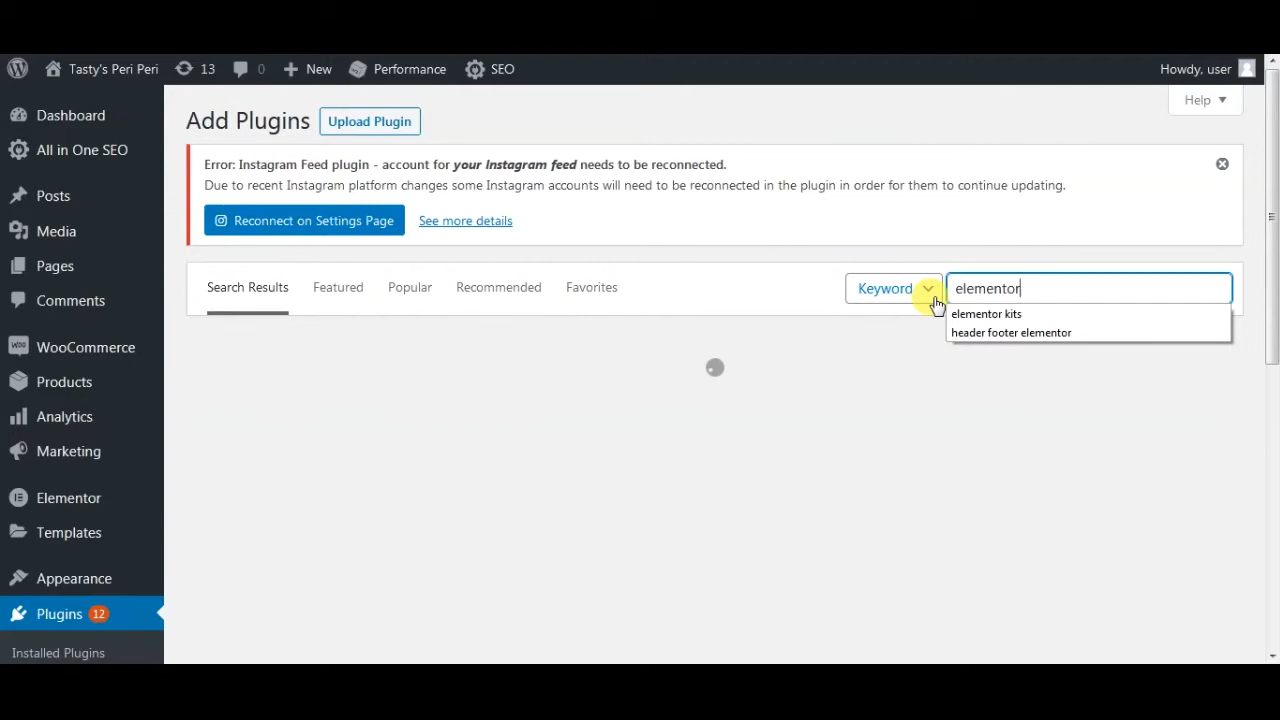 Tasty's Peri Peri 13 0 New Performance SEO Howdy, user
Help
Add Plugins Upload Plugin
Error: Instagram Feed plugin - account for your Instagram feed needs to be reconnected.
Due to recent Instagram platform changes some Instagram accounts will need to be reconnected in the plugin in order for them to continue updating.
Reconnect on Settings Page See more details
Search Results Featured Popular Recommended Favorites Keyword elementor
elementor kits
header footer elementor
Dashboard
All in One SEO
Posts
Media
Pages
Comments
WooCommerce
Products
Analytics
Marketing
Elementor
Templates
Appearance
Plugins 12
Installed Plugins